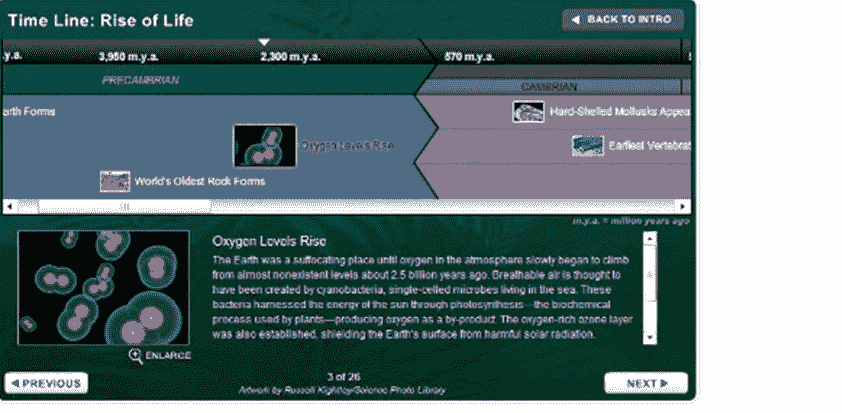 Time Line: Rise of Life
BACK TO INTRO
.y.a.
3,950 m.y.a.
2,300 m.y.a.
570 m.y.a.
PRECAMBRIAN
CAMBRIAN
arth Forms
Hard-Shelled Mollusks Appea
Oxygen Levels Rise
Earliest Vertebrat
World's Oldest Rock Forms
m.y.a. = million years ago
Oxygen Levels Rise
The Earth was a suffocating place until oxygen in the atmosphere slowly began to climb
from almost nonexistent levels about 2.5 billion years ago. Breathable air is thought to
have been created by cyanobacteria, single-celled microbes living in the sea. These
bacteria harnessed the energy of the sun through photosynthesis—the biochemical
process used by plants—producing oxygen as a by-product. The oxygen-rich ozone layer
was also established, shielding the Earth's surface from harmful solar radiation.
ENLARGE
PREVIOUS
3 of 26
NEXT
Artwork by Russell Kightley/Science Photo Library